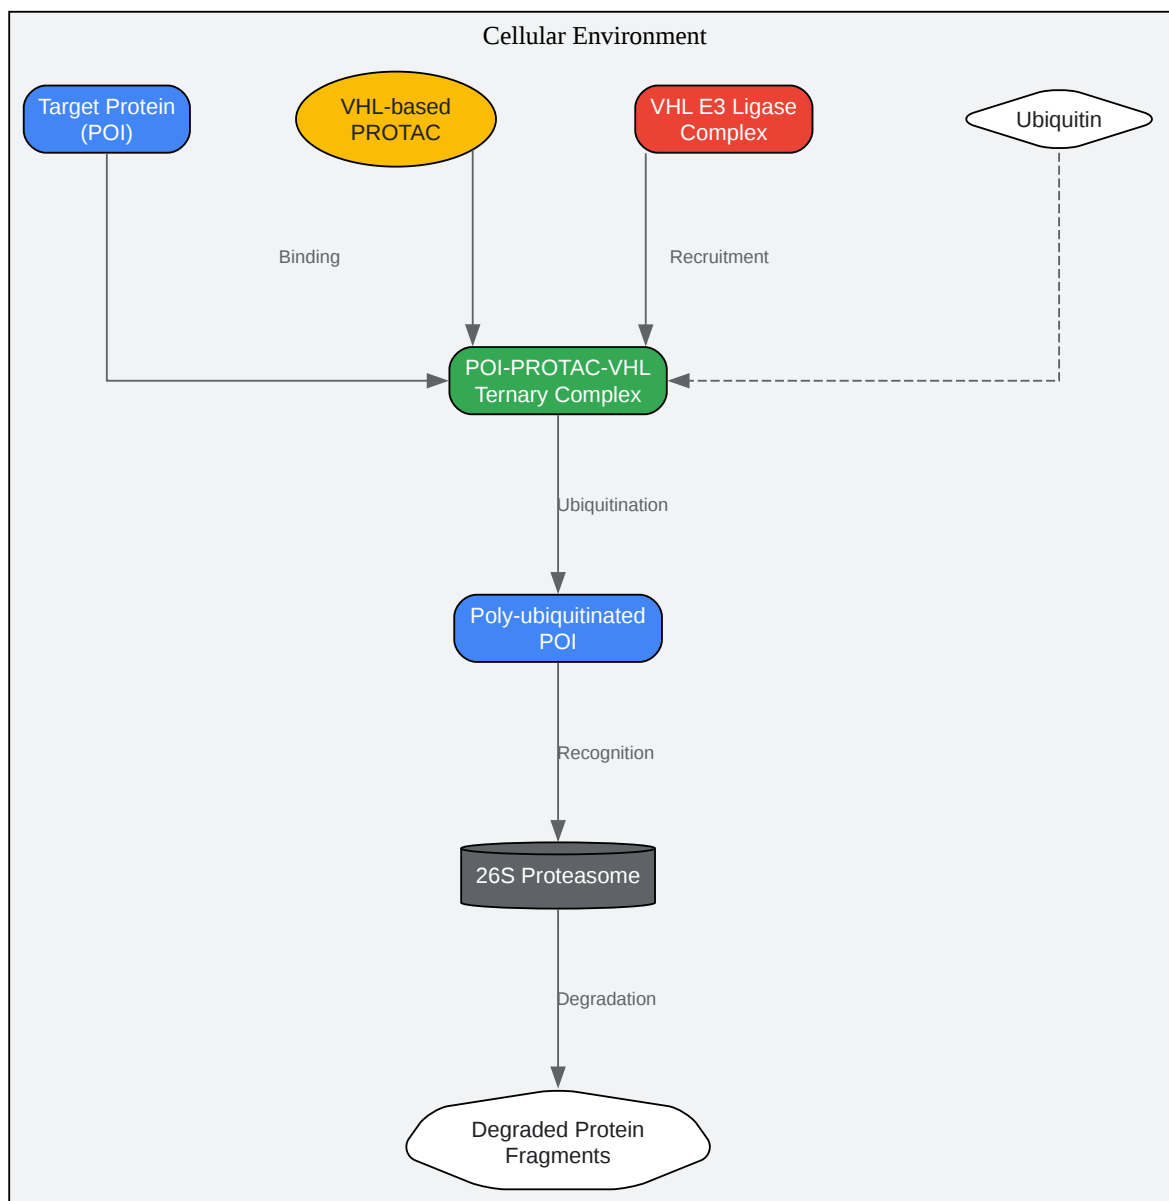 Cellular Environment
Target Protein
(POI)
VHL-based
PROTAC
VHL E3 Ligase
Complex
Ubiquitin
Binding
Recruitment
POI-PROTAC-VHL
Ternary Complex
Ubiquitination
Poly-ubiquitinated
POI
Recognition
26S Proteasome
Degradation
Degraded Protein
Fragments